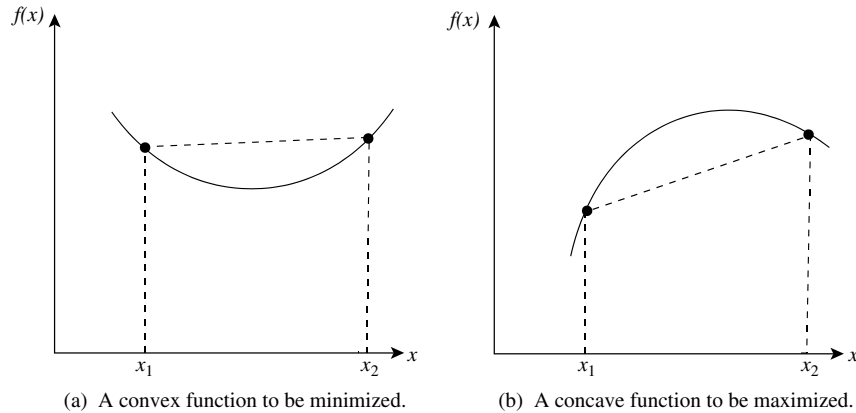 f(x)
x₁
x₂
x
(a) A convex function to be minimized.
f(x)
x₁
x₂
x
(b) A concave function to be maximized.